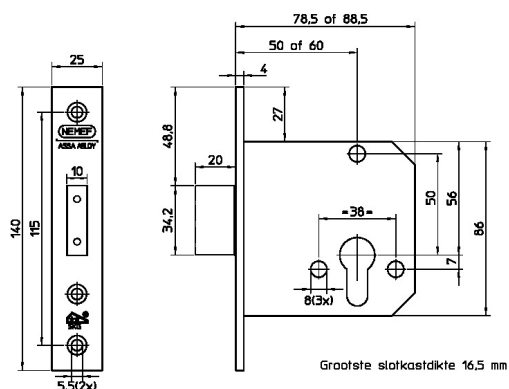 78,5 of 88,5
50 of 60
4
25
27
NEMEF
ASSA ABLOY
48,8
20
10
34,2
140
115
=38=
50
56
86
7
8(3x)
SKG
5,5(2x)
Grootste slotkastdikte 16,5 mm